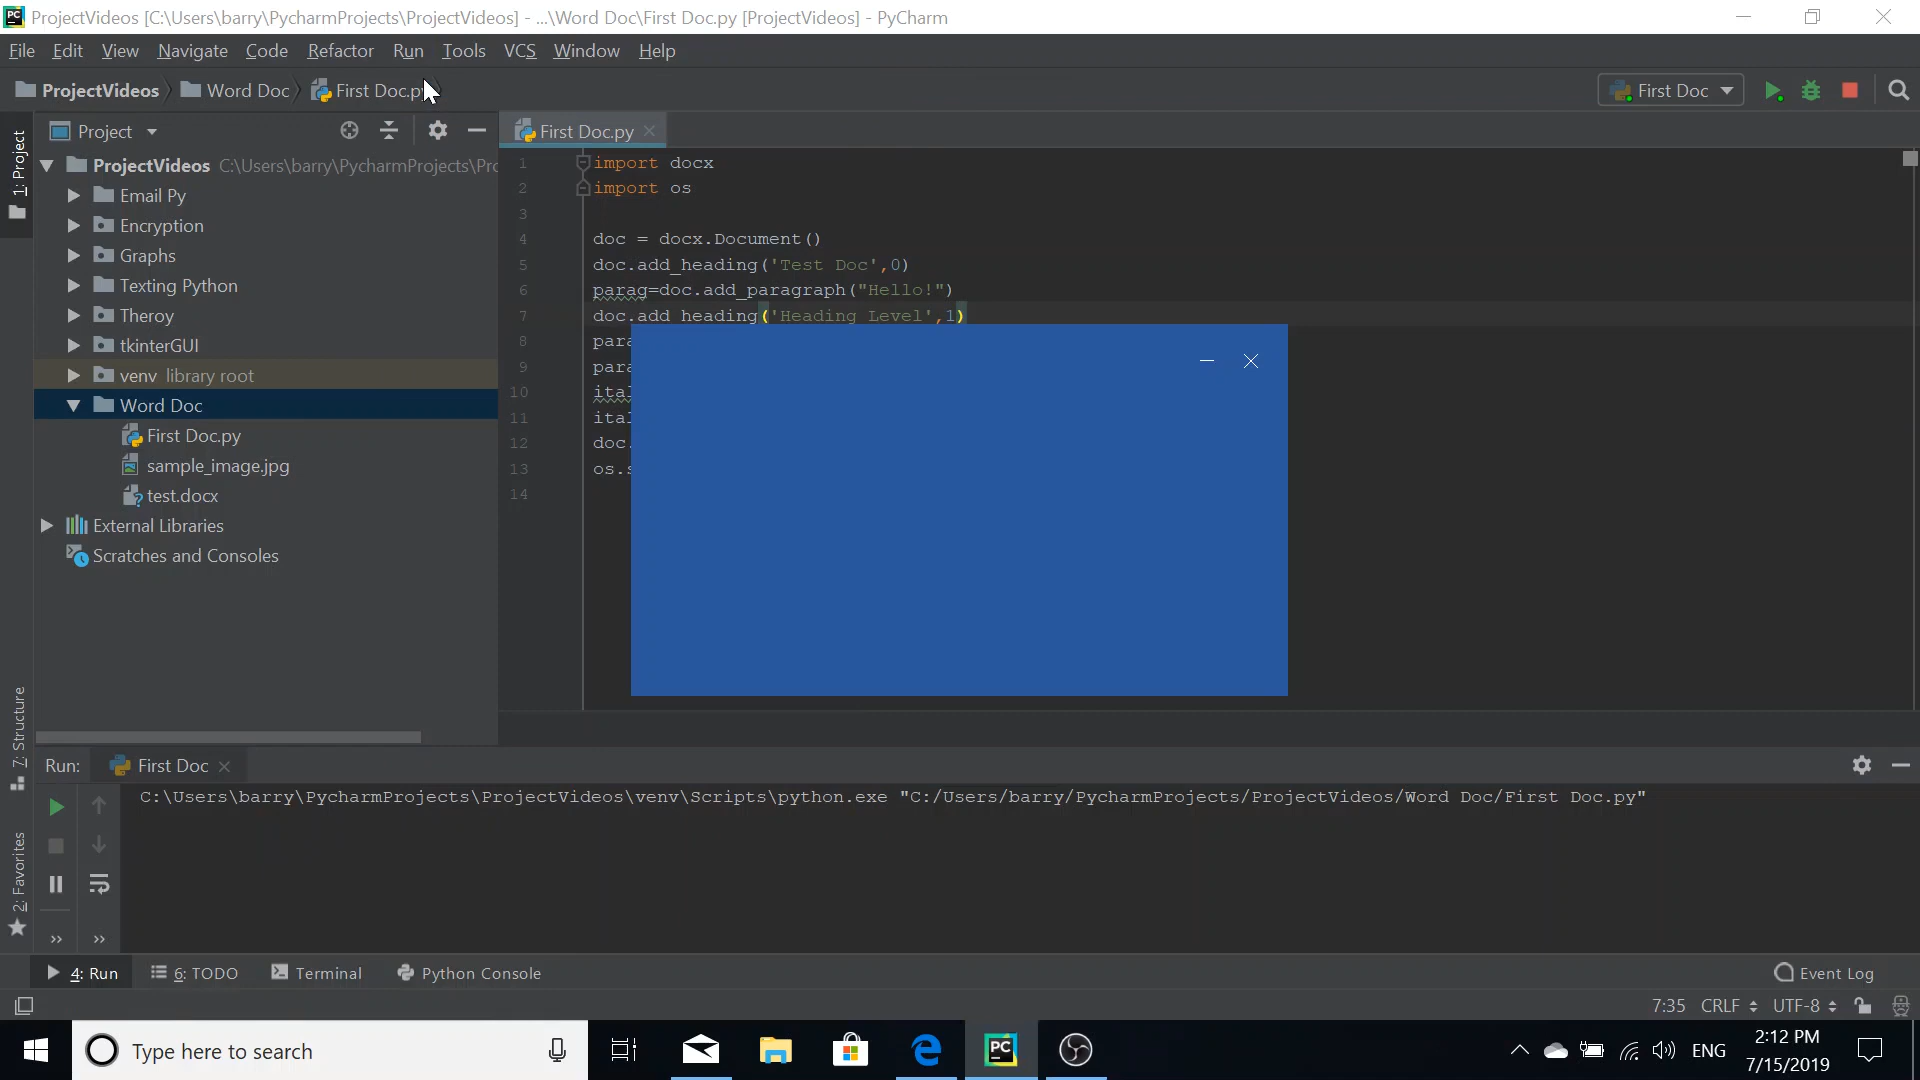 ProjectVideos [C:\Users\barry\PycharmProjects\ProjectVideos] - ...\Word Doc\First Doc.py [ProjectVideos] - PyCharm
File Edit View Navigate Code Refactor Run Tools VCS Window Help
ProjectVideos Word Doc First Doc.py First Doc
Project
First Doc.py
1: Project
ProjectVideos C:\Users\barry\PycharmProjects\Pro
Email Py
Encryption
Graphs
Texting Python
Theroy
tkinterGUI
venv library root
Word Doc
First Doc.py
sample_image.jpg
test.docx
External Libraries
Scratches and Consoles
1 import docx
2 import os
3
4 doc = docx.Document()
5 doc.add_heading('Test Doc',0)
6 parag=doc.add_paragraph("Hello!")
7 doc.add_heading('Heading Level',1)
8 para
9 para
10 ital
11 ital
12 doc.
13 os.s
14
7: Structure
2: Favorites
Run: First Doc
C:\Users\barry\PycharmProjects\ProjectVideos\venv\Scripts\python.exe "C:/Users/barry/PycharmProjects/ProjectVideos/Word Doc/First Doc.py"
4: Run 6: TODO Terminal Python Console Event Log
7:35 CRLF UTF-8
Type here to search
PC
ENG
2:12 PM
7/15/2019